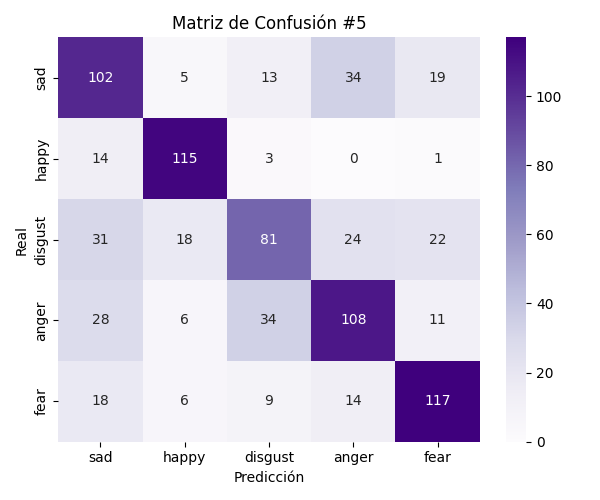 Matriz de Confusión #5
Real
sad 102 5 13 34 19
happy 14 115 3 0 1
disgust 31 18 81 24 22
anger 28 6 34 108 11
fear 18 6 9 14 117
sad happy disgust anger fear
Predicción
100
80
60
40
20
0